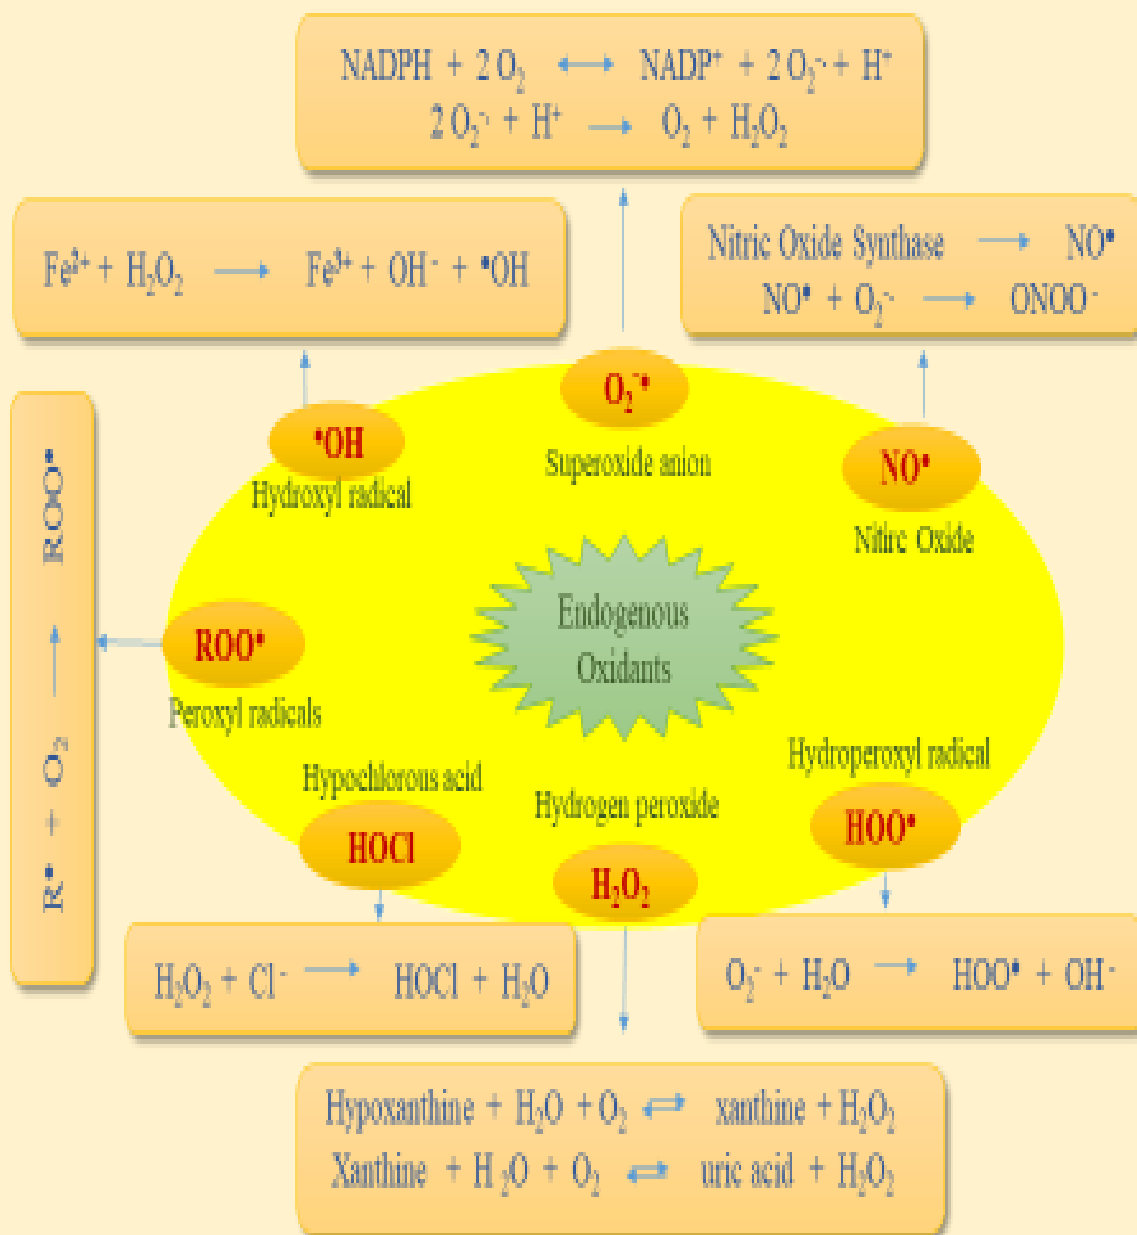 NADPH + 2 O₂ ↔ NADP⁺ + 2 O₂⁻· + H⁺
2 O₂⁻· + H⁺ → O₂ + H₂O₂
Fe²⁺ + H₂O₂ → Fe³⁺ + OH⁻ + •OH
Nitric Oxide Synthase → NO•
NO• + O₂⁻· → ONOO⁻
O₂⁻•
Superoxide anion
•OH
Hydroxyl radical
NO•
Nitirc Oxide
R• + O₂ → ROO•
Endogenous
Oxidants
ROO•
Peroxyl radicals
Hypochlorous acid
HOCl
Hydrogen peroxide
H₂O₂
Hydroperoxyl radical
HOO•
H₂O₂ + Cl⁻ → HOCl + H₂O
O₂⁻ + H₂O → HOO• + OH⁻
Hypoxanthine + H₂O + O₂ ⇌ xanthine + H₂O₂
Xanthine + H₂O + O₂ ⇌ uric acid + H₂O₂